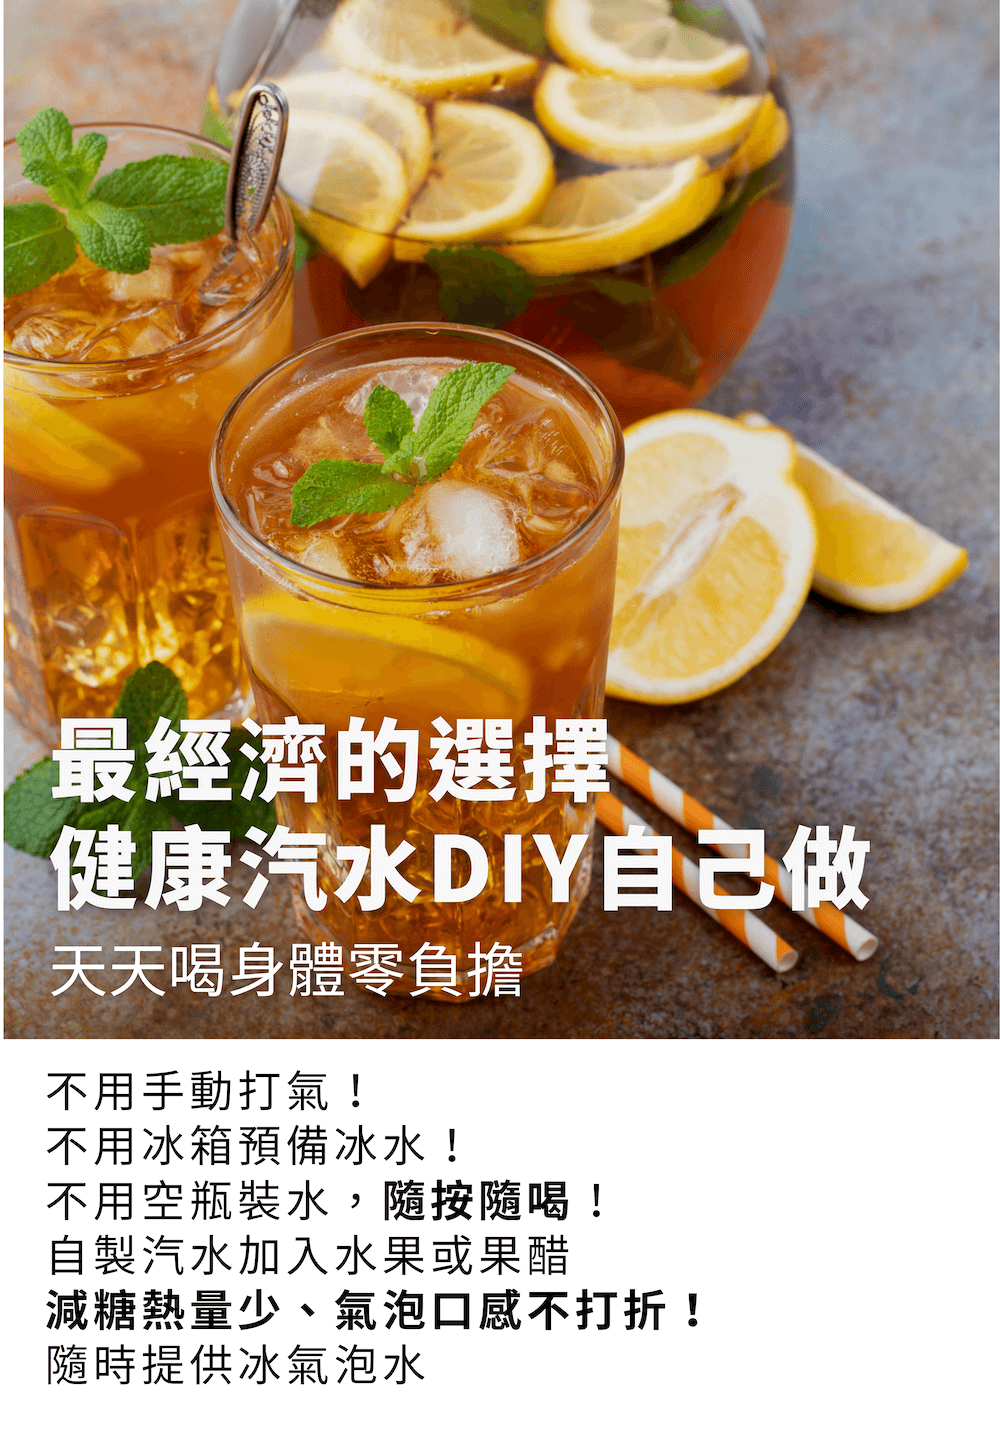 最經濟的選擇
健康汽水DIY自己做
天天喝身體零負擔
不用手動打氣！
不用冰箱預備冰水！
不用空瓶裝水，隨按隨喝！
自製汽水加入水果或果醋
減糖熱量少、氣泡口感不打折！
隨時提供冰氣泡水